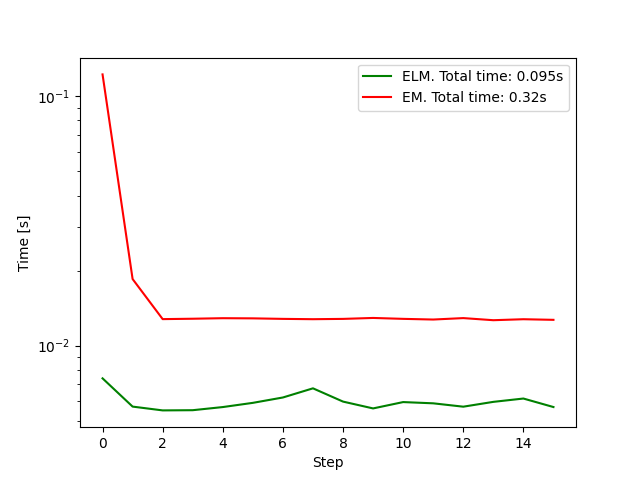 ELM. Total time: 0.095s
EM. Total time: 0.32s
10⁻¹
10⁻²
Time [s]
0 2 4 6 8 10 12 14
Step